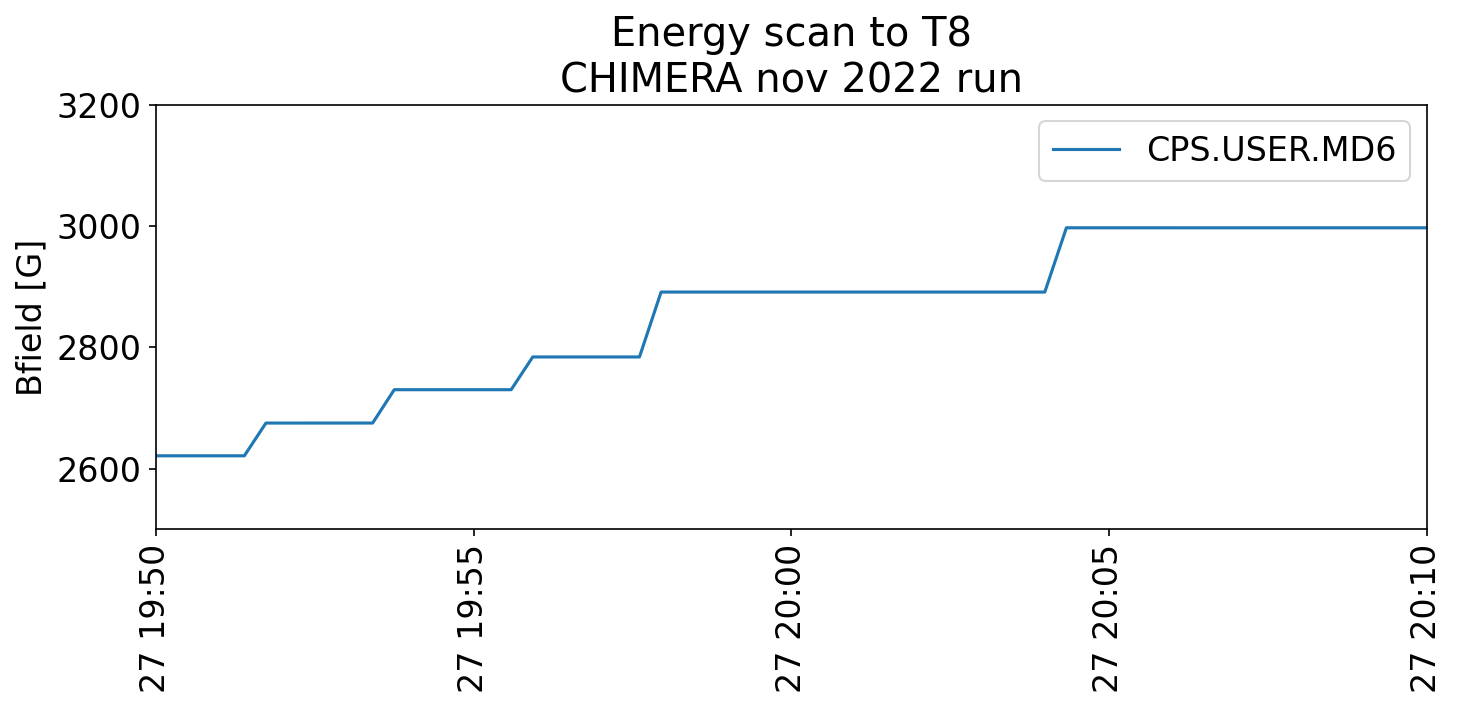 Energy scan to T8
CHIMERA nov 2022 run
CPS.USER.MD6
Bfield [G]
3200
3000
2800
2600
27 19:50
27 19:55
27 20:00
27 20:05
27 20:10